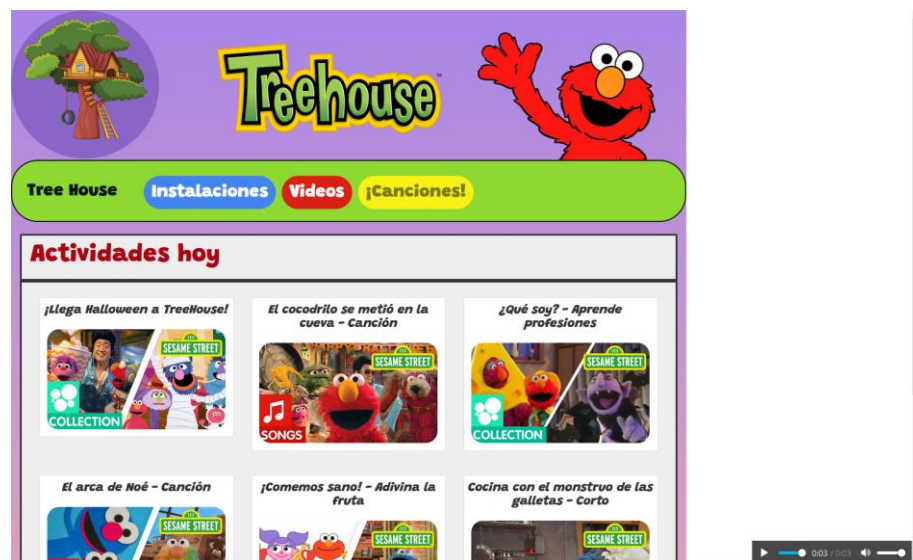 Treehouse™
Tree House
Instalaciones
Videos
¡Canciones!
Actividades hoy
¡Llega Halloween a TreeHouse!
SESAME STREET
COLLECTION
El cocodrilo se metió en la
cueva - Canción
SESAME STREET
SONGS
¿Qué soy? - Aprende
profesiones
SESAME STREET
COLLECTION
El arca de Noé - Canción
SESAME STREET
¡Comemos sano! - Adivina la
fruta
SESAME STREET
Cocina con el monstruo de las
galletas - Corto
SESAME STREET
0:03 / 0:03